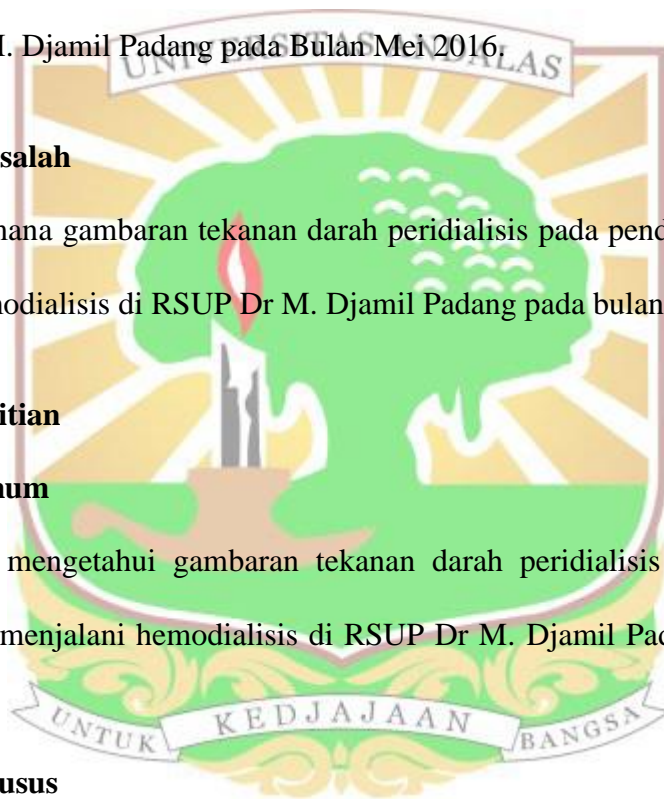 M. Djamil Padang pada Bulan Mei 2016.
UNIVERSITAS ANDALAS
salah
nana gambaran tekanan darah peridialisis pada pend
modialisis di RSUP Dr M. Djamil Padang pada bulan
itian
num
mengetahui gambaran tekanan darah peridialisis
menjalani hemodialisis di RSUP Dr M. Djamil Pad
UNTUK KEDJAJAAN BANGSA
usus